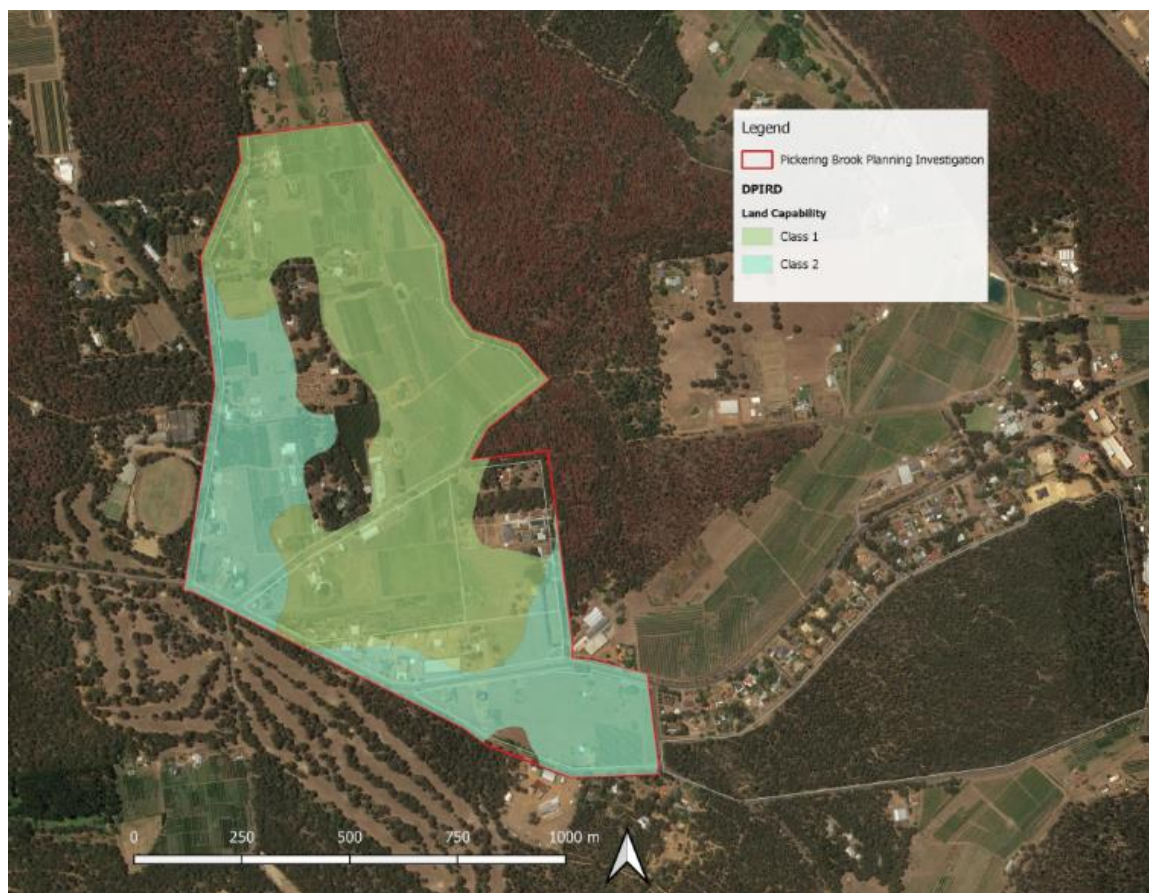 Legend
Pickering Brook Planning Investigation
DPIRD
Land Capability
Class 1
Class 2
0 250 500 750 1000 m